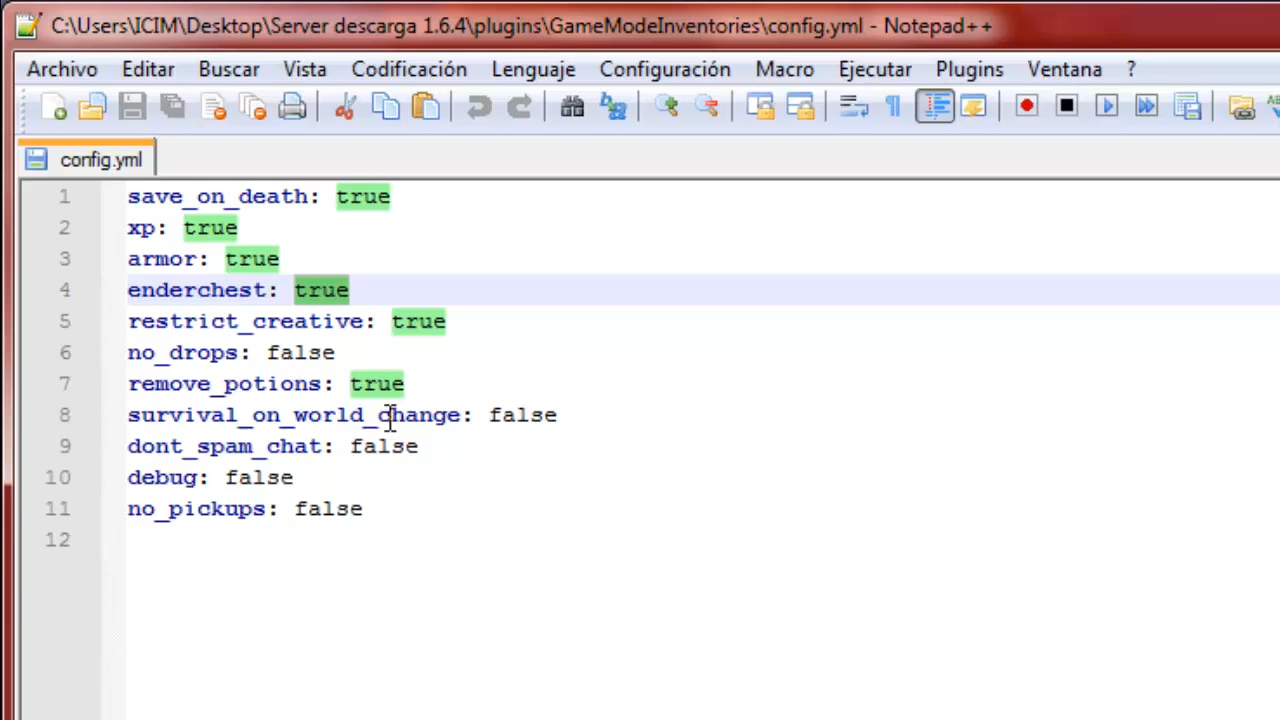 C:\Users\ICIM\Desktop\Server descarga 1.6.4\plugins\GameModeInventories\config.yml - Notepad++
Archivo Editar Buscar Vista Codificación Lenguaje Configuración Macro Ejecutar Plugins Ventana ?
config.yml
1 save_on_death: true
2 xp: true
3 armor: true
4 enderchest: true
5 restrict_creative: true
6 no_drops: false
7 remove_potions: true
8 survival_on_world_change: false
9 dont_spam_chat: false
10 debug: false
11 no_pickups: false
12